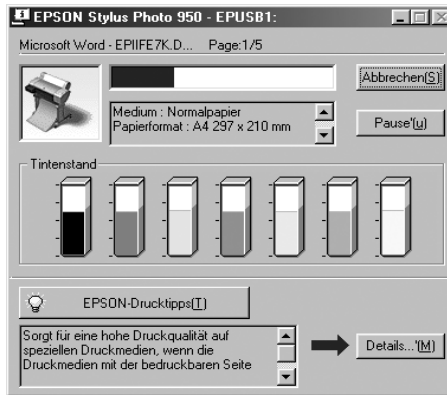 EPSON Stylus Photo 950 - EPUSB1:
Microsoft Word - EPIIFE7K.D... Page:1/5
Abbrechen(S)
Medium : Normalpapier
Papierformat : A4 297 x 210 mm
Pause'(u)
Tintenstand
EPSON-Drucktipps(T)
Sorgt für eine hohe Druckqualität auf
speziellen Druckmedien, wenn die
Druckmedien mit der bedruckbaren Seite
Details...'(M)